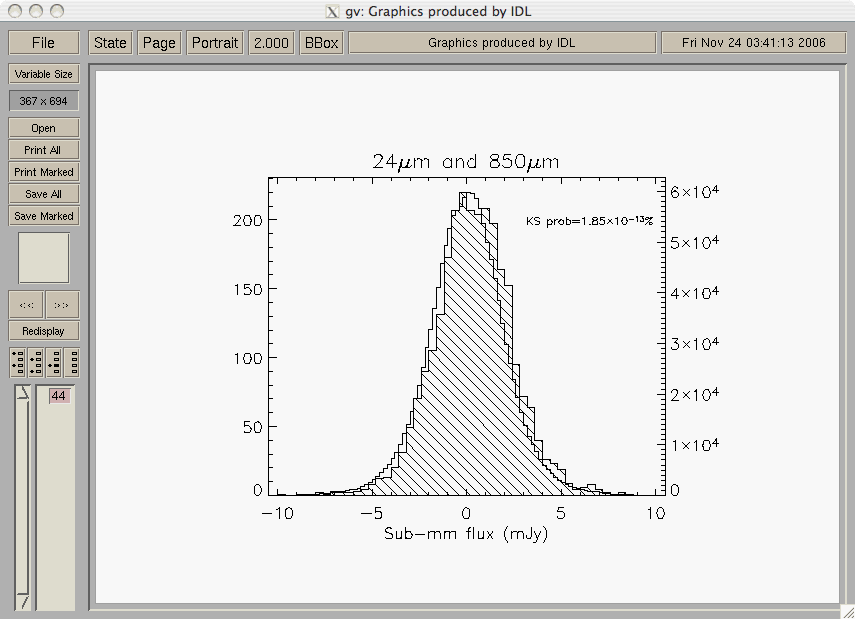 X gv: Graphics produced by IDL
File State Page Portrait 2.000 BBox Graphics produced by IDL Fri Nov 24 03:41:13 2006
Variable Size
367 x 694
Open
Print All
Print Marked
Save All
Save Marked
<< >>
Redisplay
44
24μm and 850μm
KS prob=1.85×10⁻¹³%
200
150
100
50
0
6×10⁴
5×10⁴
4×10⁴
3×10⁴
2×10⁴
1×10⁴
0
−10 −5 0 5 10
Sub−mm flux (mJy)